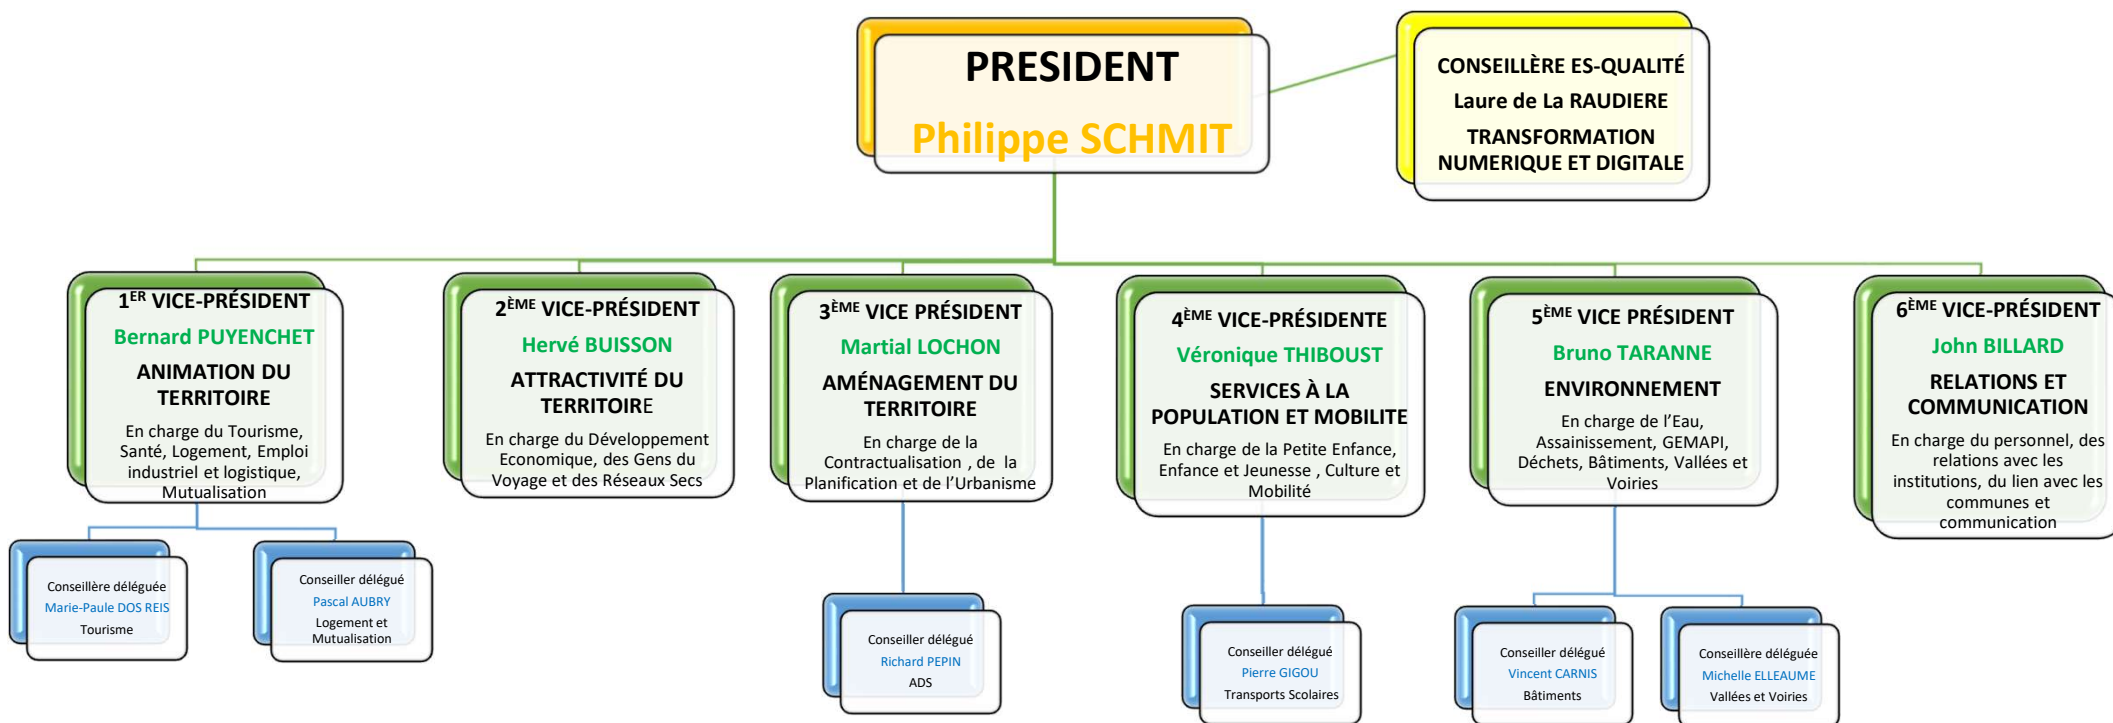 PRESIDENT
Philippe SCHMIT
CONSEILLÈRE ES-QUALITÉ
Laure de La RAUDIERE
TRANSFORMATION
NUMERIQUE ET DIGITALE
1ER VICE-PRÉSIDENT
Bernard PUYENCHET
ANIMATION DU
TERRITOIRE
En charge du Tourisme,
Santé, Logement, Emploi
industriel et logistique,
Mutualisation
2ÈME VICE-PRÉSIDENT
Hervé BUISSON
ATTRACTIVITÉ DU
TERRITOIRE
En charge du Développement
Economique, des Gens du
Voyage et des Réseaux Secs
3ÈME VICE PRÉSIDENT
Martial LOCHON
AMÉNAGEMENT DU
TERRITOIRE
En charge de la
Contractualisation , de la
Planification et de l’Urbanisme
4ÈME VICE-PRÉSIDENTE
Véronique THIBOUST
SERVICES À LA
POPULATION ET MOBILITE
En charge de la Petite Enfance,
Enfance et Jeunesse , Culture et
Mobilité
5ÈME VICE PRÉSIDENT
Bruno TARANNE
ENVIRONNEMENT
En charge de l’Eau,
Assainissement, GEMAPI,
Déchets, Bâtiments, Vallées et
Voiries
6ÈME VICE-PRÉSIDENT
John BILLARD
RELATIONS ET
COMMUNICATION
En charge du personnel, des
relations avec les
institutions, du lien avec les
communes et
communication
Conseillère déléguée
Marie-Paule DOS REIS
Tourisme
Conseiller délégué
Pascal AUBRY
Logement et
Mutualisation
Conseiller délégué
Richard PEPIN
ADS
Conseiller délégué
Pierre GIGOU
Transports Scolaires
Conseiller délégué
Vincent CARNIS
Bâtiments
Conseillère déléguée
Michelle ELLEAUME
Vallées et Voiries